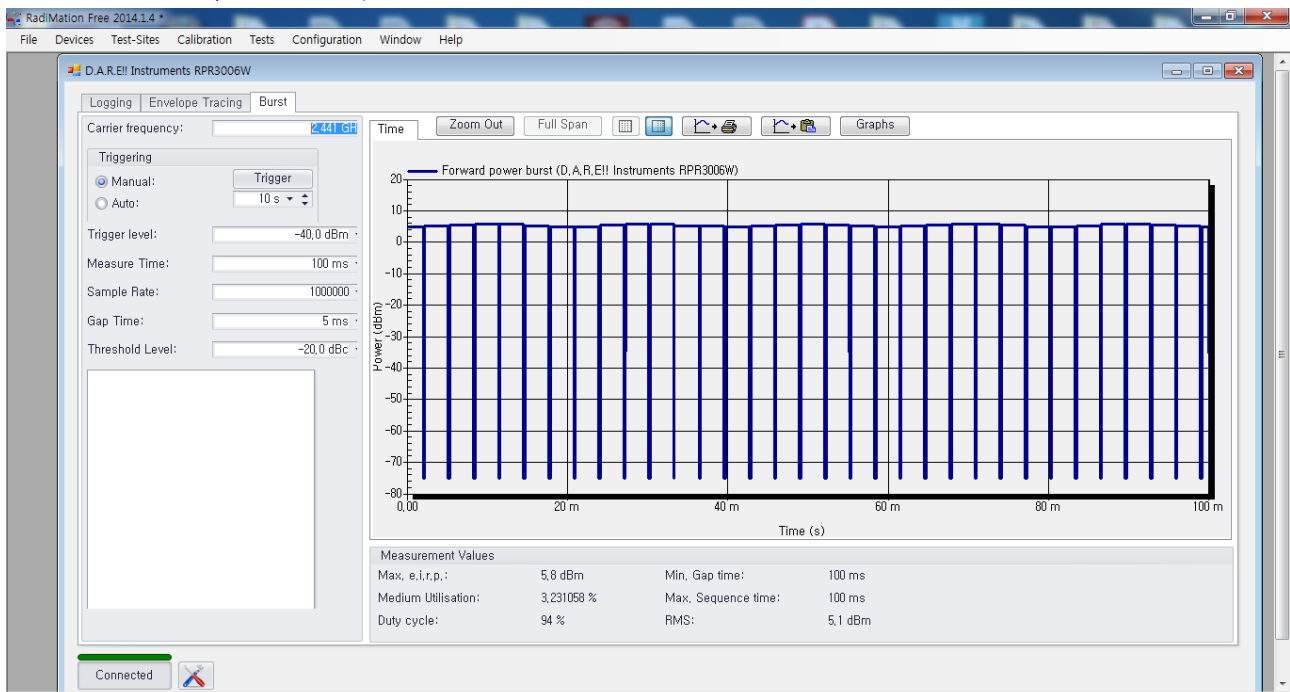 RadiMation Free 2014.1.4 *
File Devices Test-Sites Calibration Tests Configuration Window Help
D.A.R.E!! Instruments RPR3006W
Logging Envelope Tracing Burst
Carrier frequency: 2,441 GH
Triggering
Manual: Trigger
Auto: 10 s
Trigger level: -40,0 dBm
Measure Time: 100 ms
Sample Rate: 1000000
Gap Time: 5 ms
Threshold Level: -20,0 dBc
Time Zoom Out Full Span Graphs
Forward power burst (D,A,R,E!! Instruments RPR3006W)
20
10
0
-10
-20
-30
-40
-50
-60
-70
-80
Power (dBm)
0,00 20 m 40 m 60 m 80 m 100 m
Time (s)
Measurement Values
Max, e,i,r,p,: 5,8 dBm Min, Gap time: 100 ms
Medium Utilisation: 3,231058 % Max, Sequence time: 100 ms
Duty cycle: 94 % RMS: 5,1 dBm
Connected